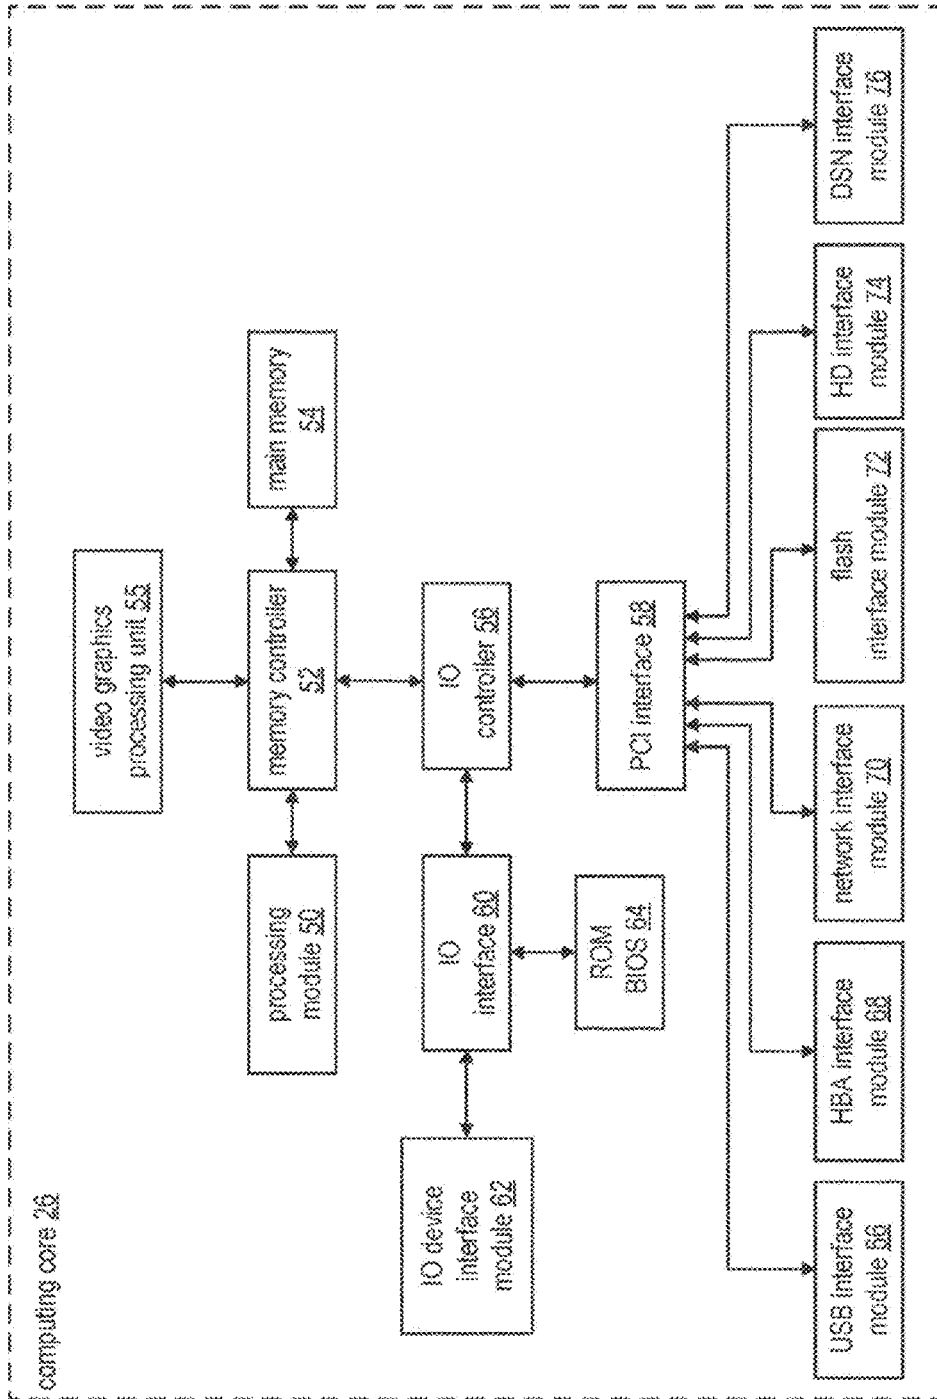 computing core 26
video graphics
processing unit 55
processing
module 50
memory controller
52
main memory
54
IO device
interface
module 62
IO
interface 60
IO
controller 56
ROM
BIOS 64
PCI interface 58
USB interface
module 66
HBA interface
module 68
network interface
module 70
flash
interface module 72
HD interface
module 74
DSN interface
module 76